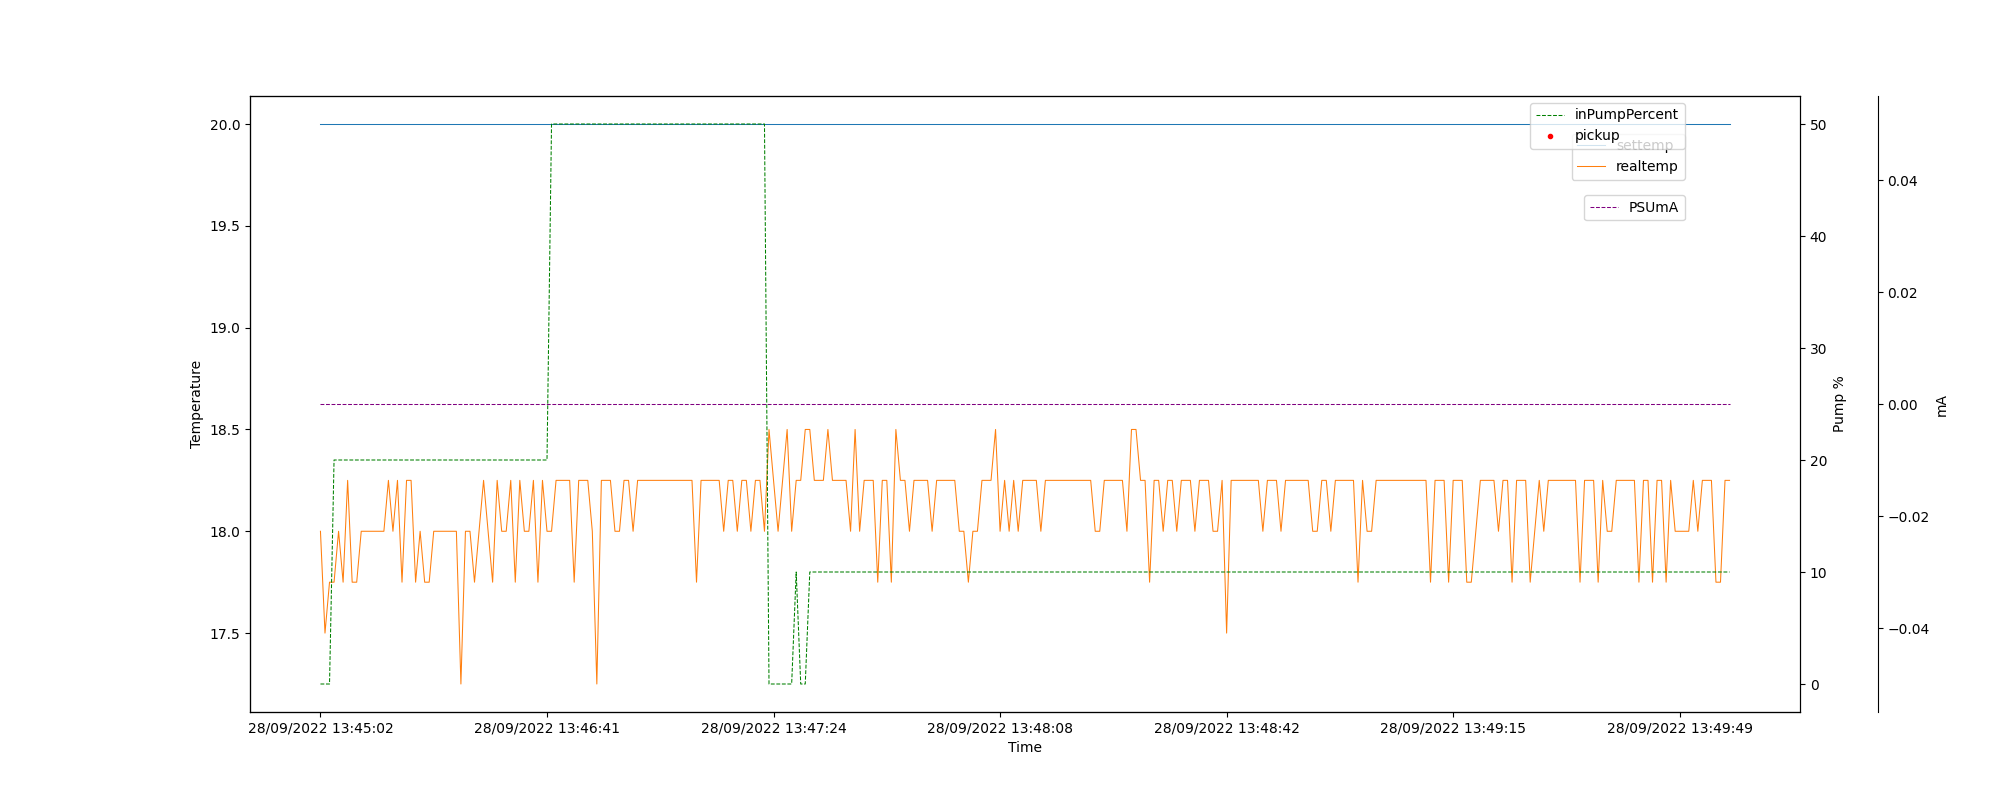 inPumpPercent
pickup
settemp
realtemp
PSUmA
20.0
19.5
19.0
18.5
18.0
17.5
Temperature
50
40
30
20
10
0
Pump %
0.04
0.02
0.00
−0.02
−0.04
mA
28/09/2022 13:45:02
28/09/2022 13:46:41
28/09/2022 13:47:24
28/09/2022 13:48:08
28/09/2022 13:48:42
28/09/2022 13:49:15
28/09/2022 13:49:49
Time